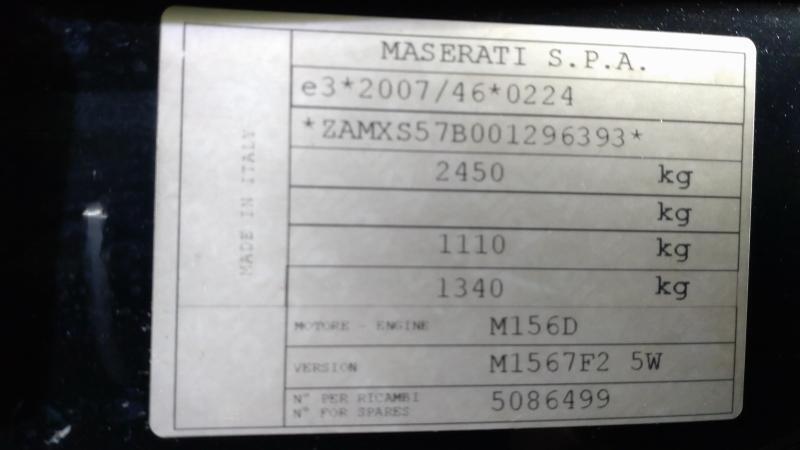 MASERATI S.P.A.
e3*2007/46*0224
*ZAMXS57B001296393*
2450 kg
kg
1110 kg
1340 kg
MADE IN ITALY
MOTORE - ENGINE M156D
VERSION M1567F2 5W
N° PER RICAMBI
N° FOR SPARES 5086499